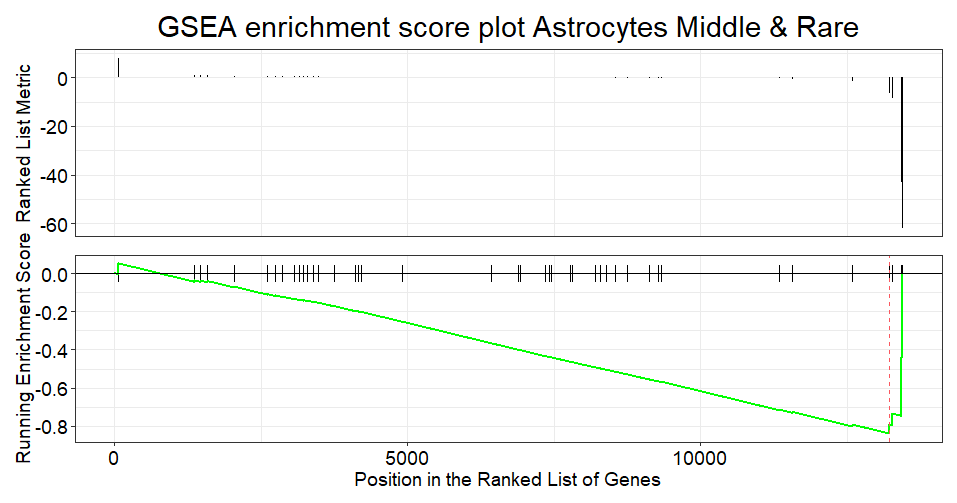 GSEA enrichment score plot Astrocytes Middle & Rare
Ranked List Metric
0
-20
-40
-60
Running Enrichment Score
0.0
-0.2
-0.4
-0.6
-0.8
0 5000 10000
Position in the Ranked List of Genes